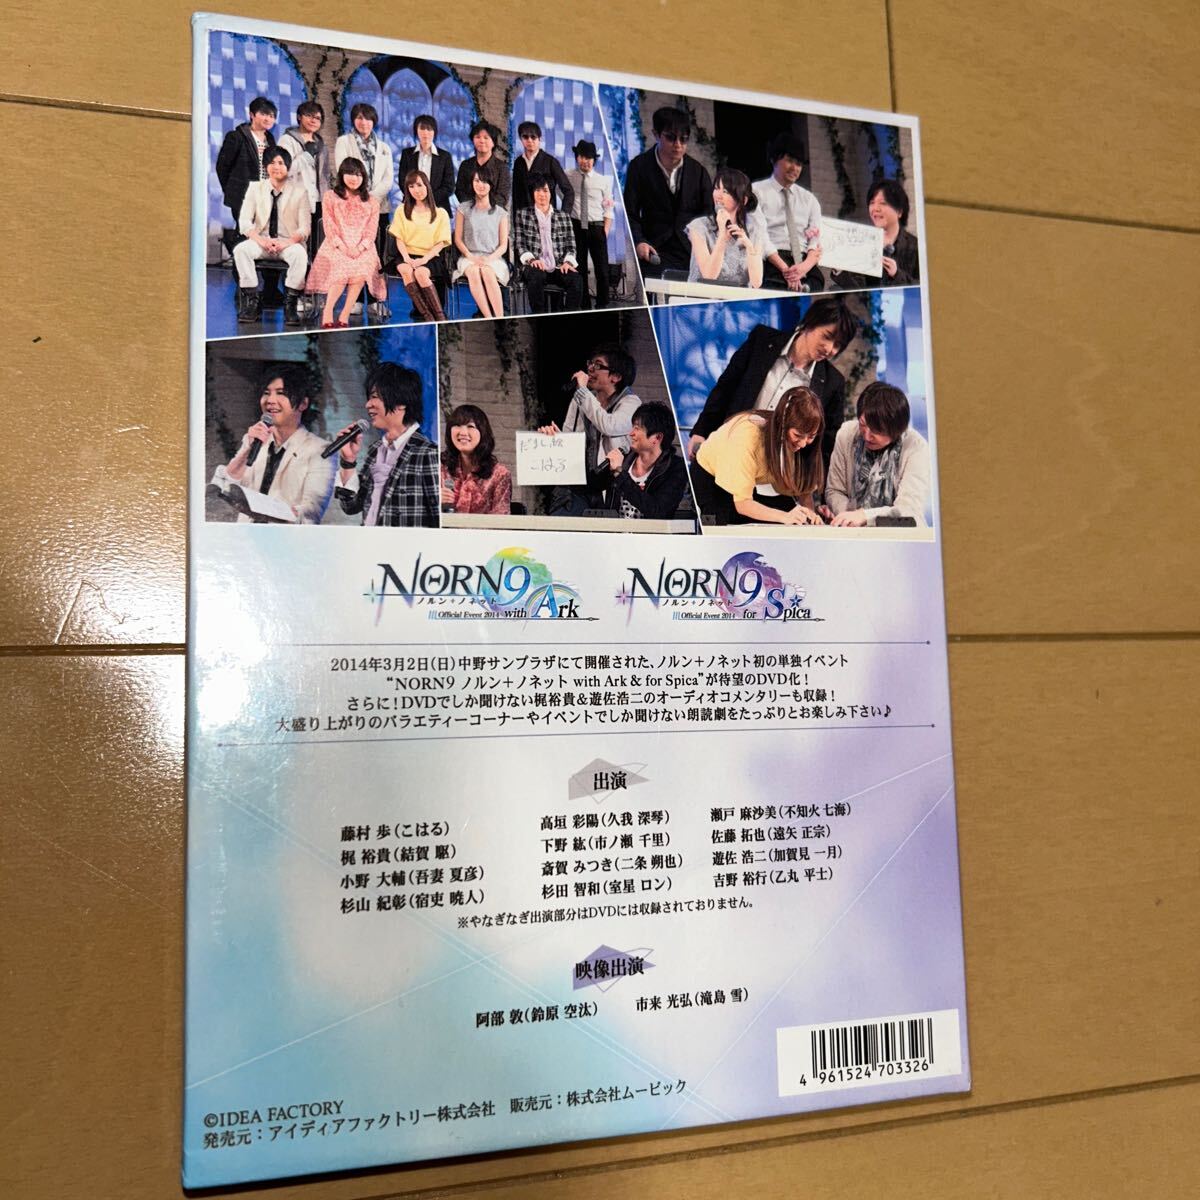 だまし絵
こはる
NORN9
ノルン+ノネット
Official Event 2014 with Ark
NORN9
ノルン+ノネット
Official Event 2014 for Spica
2014年3月2日(日)中野サンプラザにて開催された、ノルン+ノネット初の単独イベント
“NORN9 ノルン+ノネット with Ark & for Spica”が待望のDVD化!
さらに!DVDでしか聞けない梶裕貴&遊佐浩二のオーディオコメンタリーも収録!
大盛り上がりのバラエティーコーナーやイベントでしか聞けない朗読劇をたっぷりとお楽しみ下さい♪
出演
藤村 歩(こはる)
梶 裕貴(結賀 駆)
小野 大輔(吾妻 夏彦)
杉山 紀彰(宿吏 暁人)
高垣 彩陽(久我 深琴)
下野 紘(市ノ瀬 千里)
斎賀 みつき(二条 朔也)
杉田 智和(室星 ロン)
瀬戸 麻沙美(不知火 七海)
佐藤 拓也(遠矢 正宗)
遊佐 浩二(加賀見 一月)
吉野 裕行(乙丸 平士)
※やなぎなぎ出演部分はDVDには収録されておりません。
映像出演
阿部 敦(鈴原 空汰)
市来 光弘(滝島 雪)
4 961524 703326
©IDEA FACTORY
発売元:アイディアファクトリー株式会社 販売元:株式会社ムービック